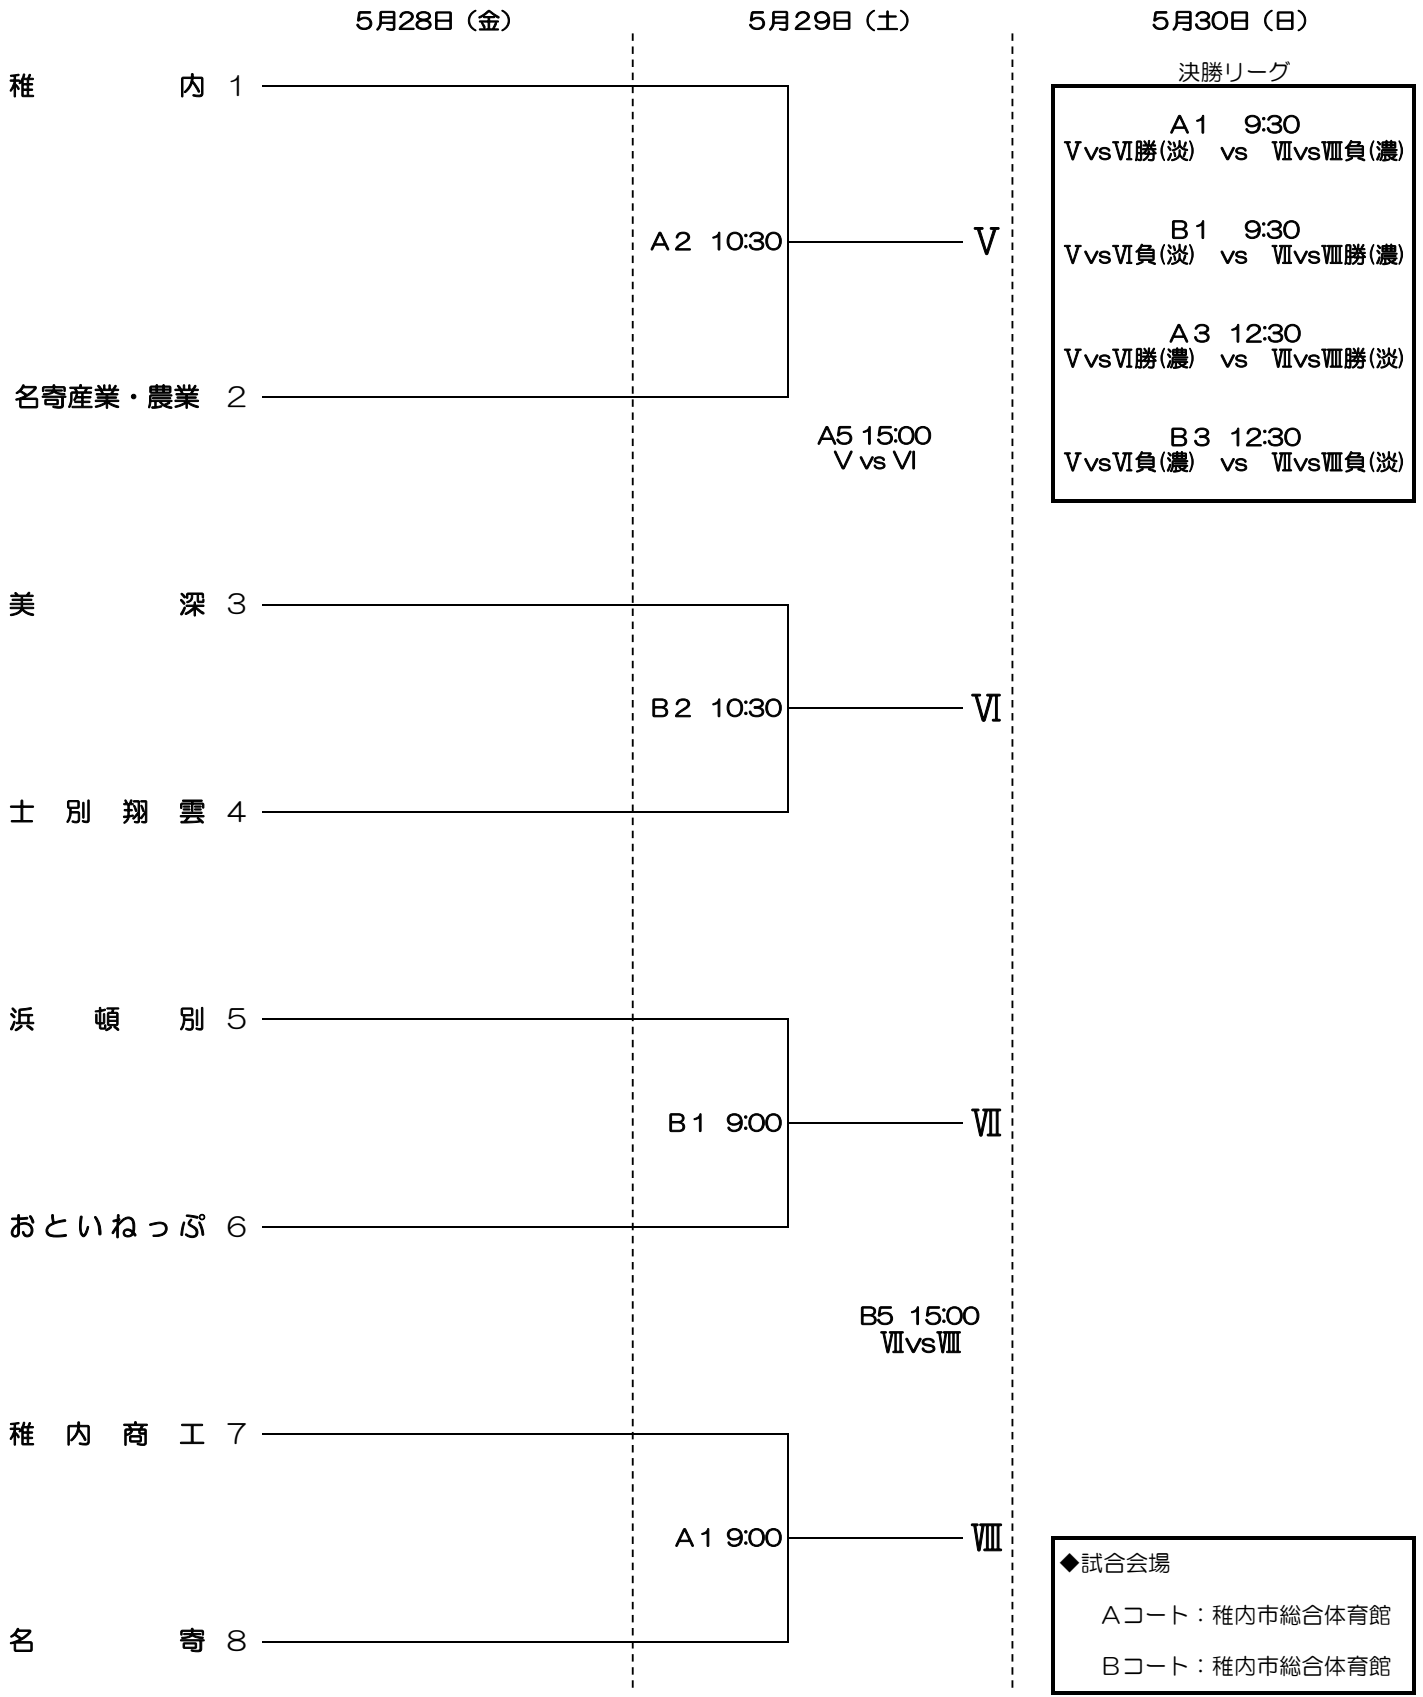 5月28日（金）
5月29日（土）
5月30日（日）
決勝リーグ
A1 9:30
ⅤvsⅥ勝(淡) vs ⅦvsⅧ負(濃)
B1 9:30
ⅤvsⅥ負(淡) vs ⅦvsⅧ勝(濃)
A3 12:30
ⅤvsⅥ勝(濃) vs ⅦvsⅧ勝(淡)
B3 12:30
ⅤvsⅥ負(濃) vs ⅦvsⅧ負(淡)
稚内 1
A2 10:30
Ⅴ
名寄産業・農業 2
A5 15:00
Ⅴ vs Ⅵ
美深 3
B2 10:30
Ⅵ
士別翔雲 4
浜頓別 5
B1 9:00
Ⅶ
おといねっぷ 6
B5 15:00
ⅦvsⅧ
稚内商工 7
A1 9:00
Ⅷ
名寄 8
◆試合会場
Aコート：稚内市総合体育館
Bコート：稚内市総合体育館